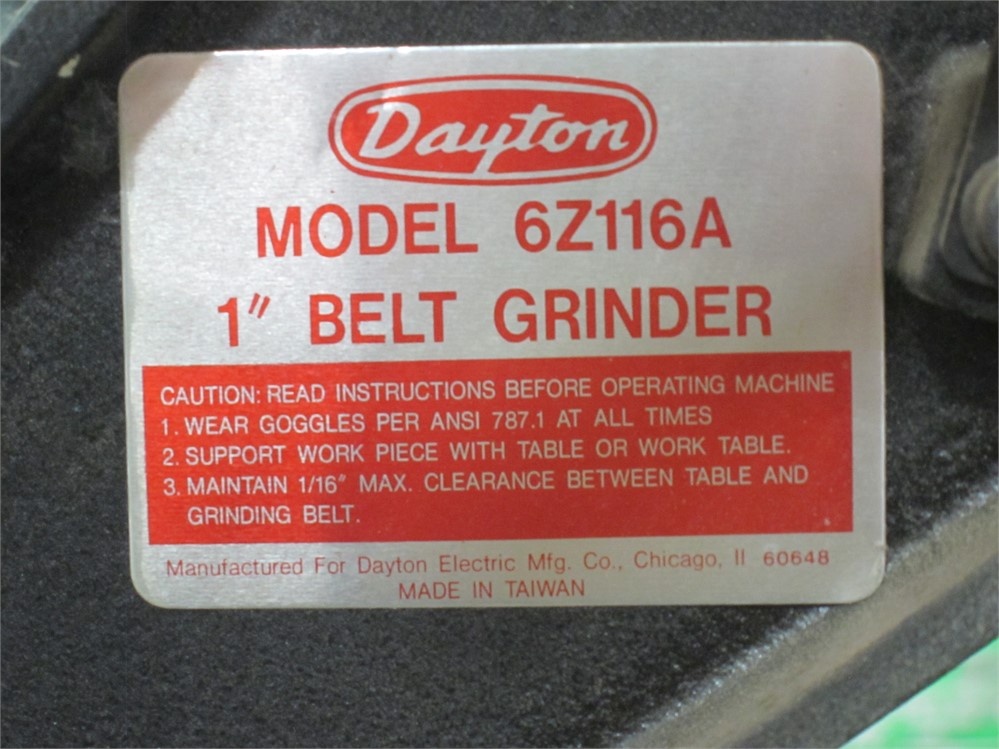 Dayton
MODEL 6Z116A
1" BELT GRINDER
CAUTION: READ INSTRUCTIONS BEFORE OPERATING MACHINE
1. WEAR GOGGLES PER ANSI 787.1 AT ALL TIMES
2. SUPPORT WORK PIECE WITH TABLE OR WORK TABLE.
3. MAINTAIN 1/16" MAX. CLEARANCE BETWEEN TABLE AND
GRINDING BELT.
Manufactured For Dayton Electric Mfg. Co., Chicago, Il 60648
MADE IN TAIWAN